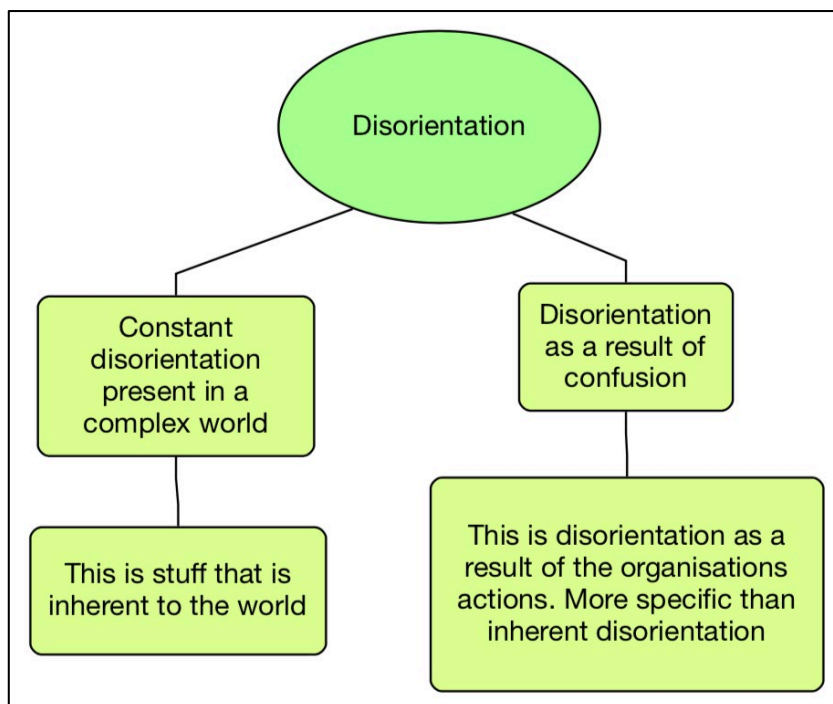 Disorientation
Constant
disorientation
present in a
complex world
Disorientation
as a result of
confusion
This is stuff that is
inherent to the world
This is disorientation as a
result of the organisations
actions. More specific than
inherent disorientation